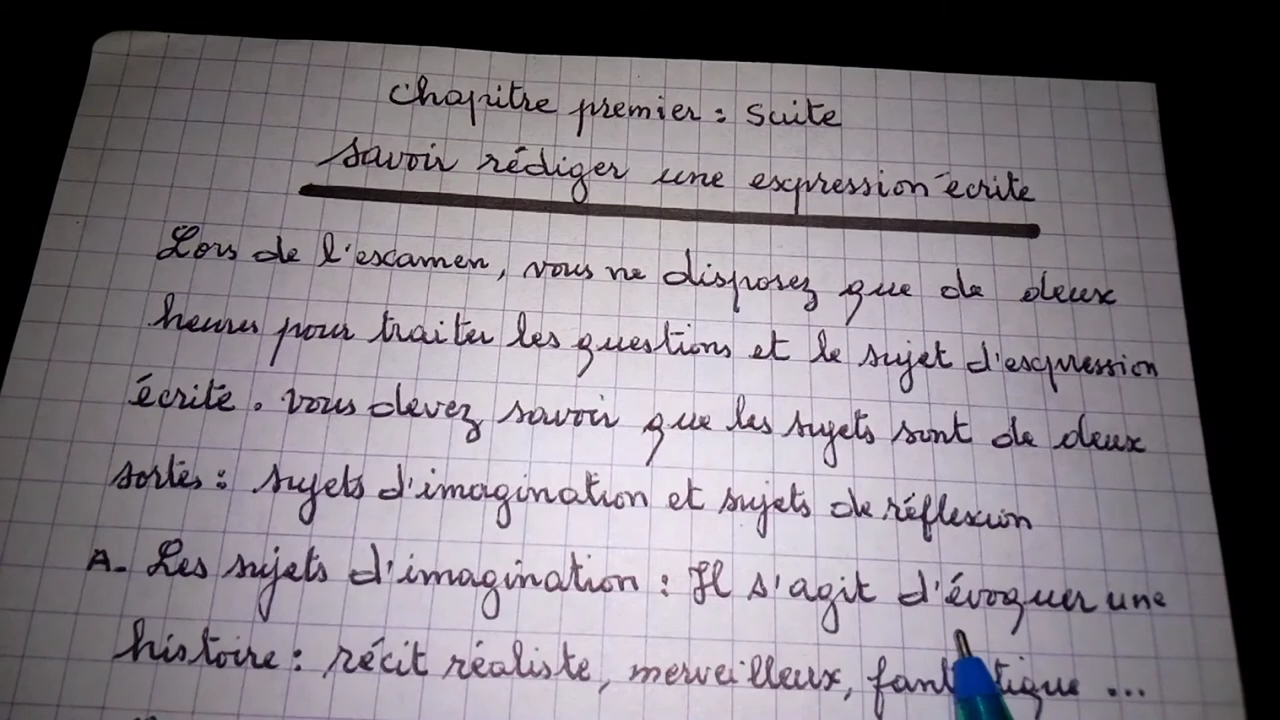 Chapitre premier : suite
savoir rédiger une expression écrite
Lors de l'examen, vous ne disposez que de deux
heures pour traiter les questions et le sujet d'expression
écrite. vous devez savoir que les sujets sont de deux
sortes : sujets d'imagination et sujets de réflexion
A- Les sujets d'imagination : Il s'agit d'évoquer une
histoire : récit réaliste, merveilleux, fantastique ...